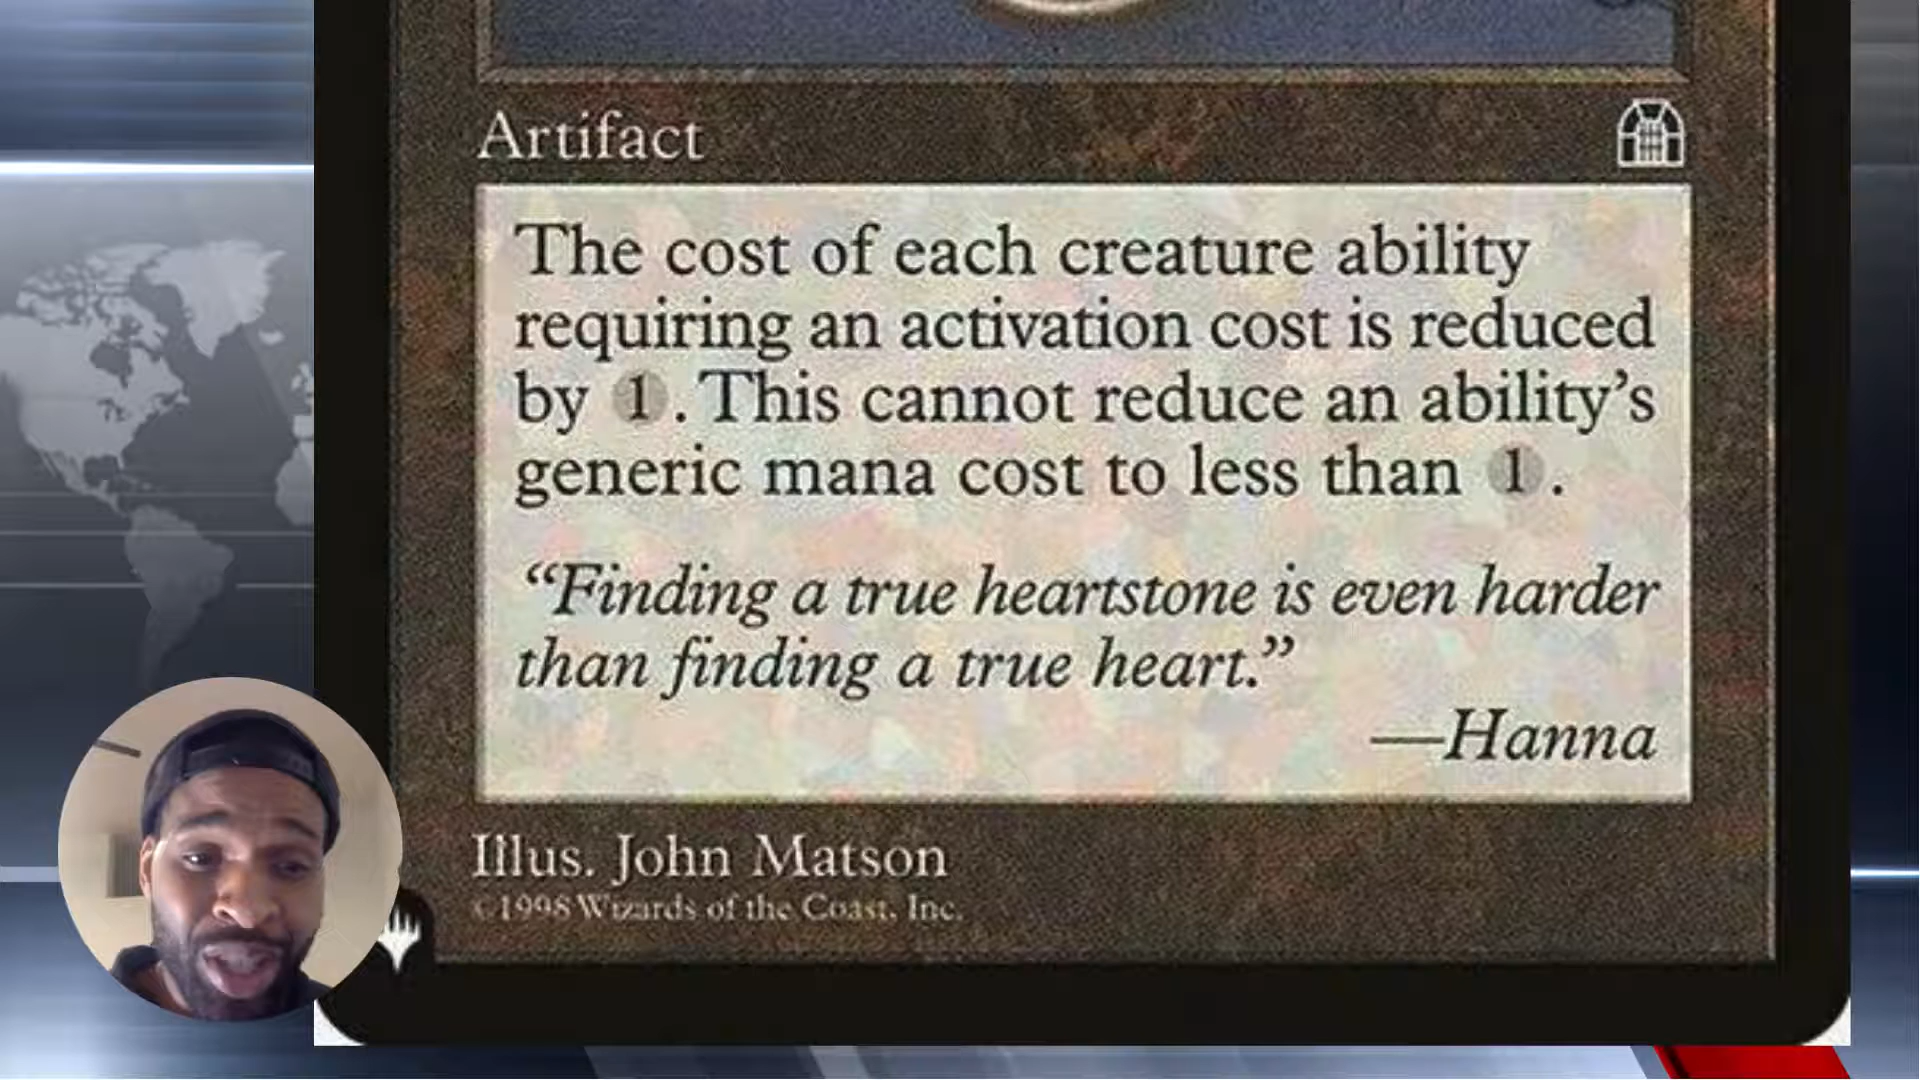 Artifact
The cost of each creature ability
requiring an activation cost is reduced
by 1. This cannot reduce an ability's
generic mana cost to less than 1.
“Finding a true heartstone is even harder
than finding a true heart.”
—Hanna
Illus. John Matson
©1998 Wizards of the Coast, Inc.